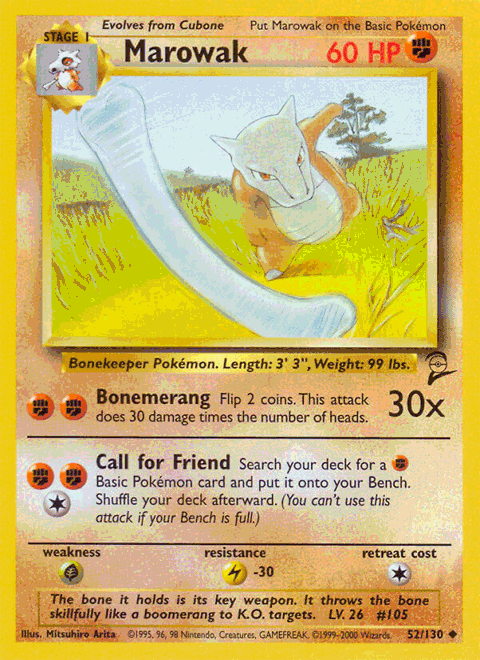 Evolves from Cubone Put Marowak on the Basic Pokémon
STAGE 1
Marowak 60 HP
Bonekeeper Pokémon. Length: 3' 3", Weight: 99 lbs.
Bonemerang Flip 2 coins. This attack
does 30 damage times the number of heads. 30x
Call for Friend Search your deck for a
Basic Pokémon card and put it onto your Bench.
Shuffle your deck afterward. (You can't use this
attack if your Bench is full.)
weakness resistance retreat cost
-30
The bone it holds is its key weapon. It throws the bone
skillfully like a boomerang to K.O. targets. LV. 26 #105
Illus. Mitsuhiro Arita ©1995, 96, 98 Nintendo, Creatures, GAMEFREAK. ©1999-2000 Wizards. 52/130